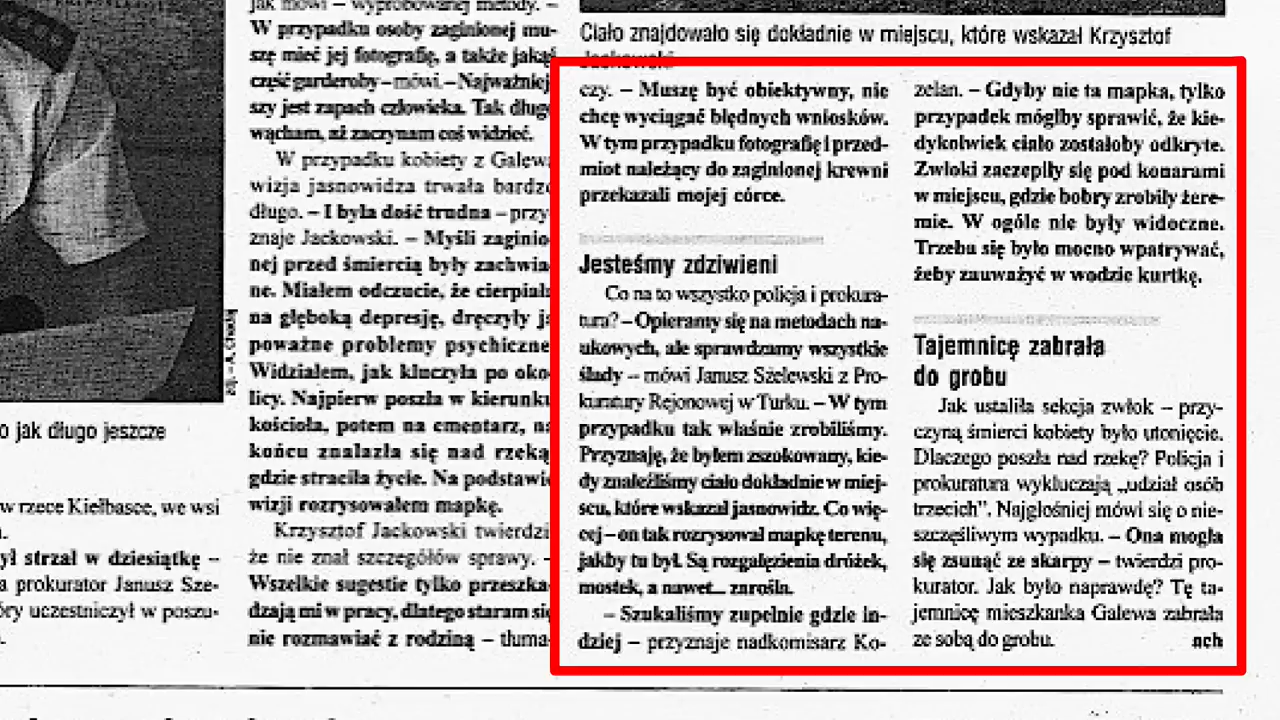 o jak długo jeszcze
w rzece Kiełbasce, we wsi
ył strzał w dziesiątkę –
a prokurator Janusz Sze-
óry uczestniczył w poszu-
jak mówi – wypróbowanej metody. –
W przypadku osoby zaginionej mu-
szę mieć jej fotografię, a także jakąś
część garderoby – mówi. – Najważniej-
szy jest zapach człowieka. Tak długo
wącham, aż zaczynam coś widzieć.
W przypadku kobiety z Galewa
wizja jasnowidza trwała bardzo
długo. – I była dość trudna – przy-
znaje Jackowski. – Myśli zaginio-
nej przed śmiercią były zachwia-
ne. Miałem odczucie, że cierpiała
na głęboką depresję, dręczyły ją
poważne problemy psychiczne.
Widziałem, jak kluczyła po oko-
licy. Najpierw poszła w kierunku
kościoła, potem na cmentarz, na
końcu znalazła się nad rzeką,
gdzie straciła życie. Na podstawie
wizji rozrysowałem mapkę.
Krzysztof Jackowski twierdzi,
że nie znał szczegółów sprawy. –
Wszelkie sugestie tylko przeszka-
dzają mi w pracy, dlatego staram się
nie rozmawiać z rodziną – tłuma-
Ciało znajdowało się dokładnie w miejscu, które wskazał Krzysztof
Jackowski
czy. – Muszę być obiektywny, nie
chcę wyciągać błędnych wniosków.
W tym przypadku fotografię i przed-
miot należący do zaginionej krewni
przekazali mojej córce.
Jesteśmy zdziwieni
Co na to wszystko policja i prokura-
tura? – Opieramy się na metodach na-
ukowych, ale sprawdzamy wszystkie
ślady – mówi Janusz Szelewski z Pro-
kuratury Rejonowej w Turku. – W tym
przypadku tak właśnie zrobiliśmy.
Przyznaję, że byłem zszokowany, kie-
dy znaleźliśmy ciało dokładnie w miej-
scu, które wskazał jasnowidz. Co wię-
cej – on tak rozrysował mapkę terenu,
jakby tu był. Są rozgałęzienia dróżek,
mostek, a nawet... zarośla.
– Szukaliśmy zupełnie gdzie in-
dziej – przyznaje nadkomisarz Ko-
zelan. – Gdyby nie ta mapka, tylko
przypadek mógłby sprawić, że kie-
dykolwiek ciało zostałoby odkryte.
Zwłoki zaczepiły się pod konarami
w miejscu, gdzie bobry zrobiły żere-
mie. W ogóle nie były widoczne.
Trzeba się było mocno wpatrywać,
żeby zauważyć w wodzie kurtkę.
Tajemnicę zabrała
do grobu
Jak ustaliła sekcja zwłok – przy-
czyną śmierci kobiety było utonięcie.
Dlaczego poszła nad rzekę? Policja i
prokuratura wykluczają „udział osób
trzecich”. Najgłośniej mówi się o nie-
szczęśliwym wypadku. – Ona mogła
się zsunąć ze skarpy – twierdzi pro-
kurator. Jak było naprawdę? Tę ta-
jemnicę mieszkanka Galewa zabrała
ze sobą do grobu. ach